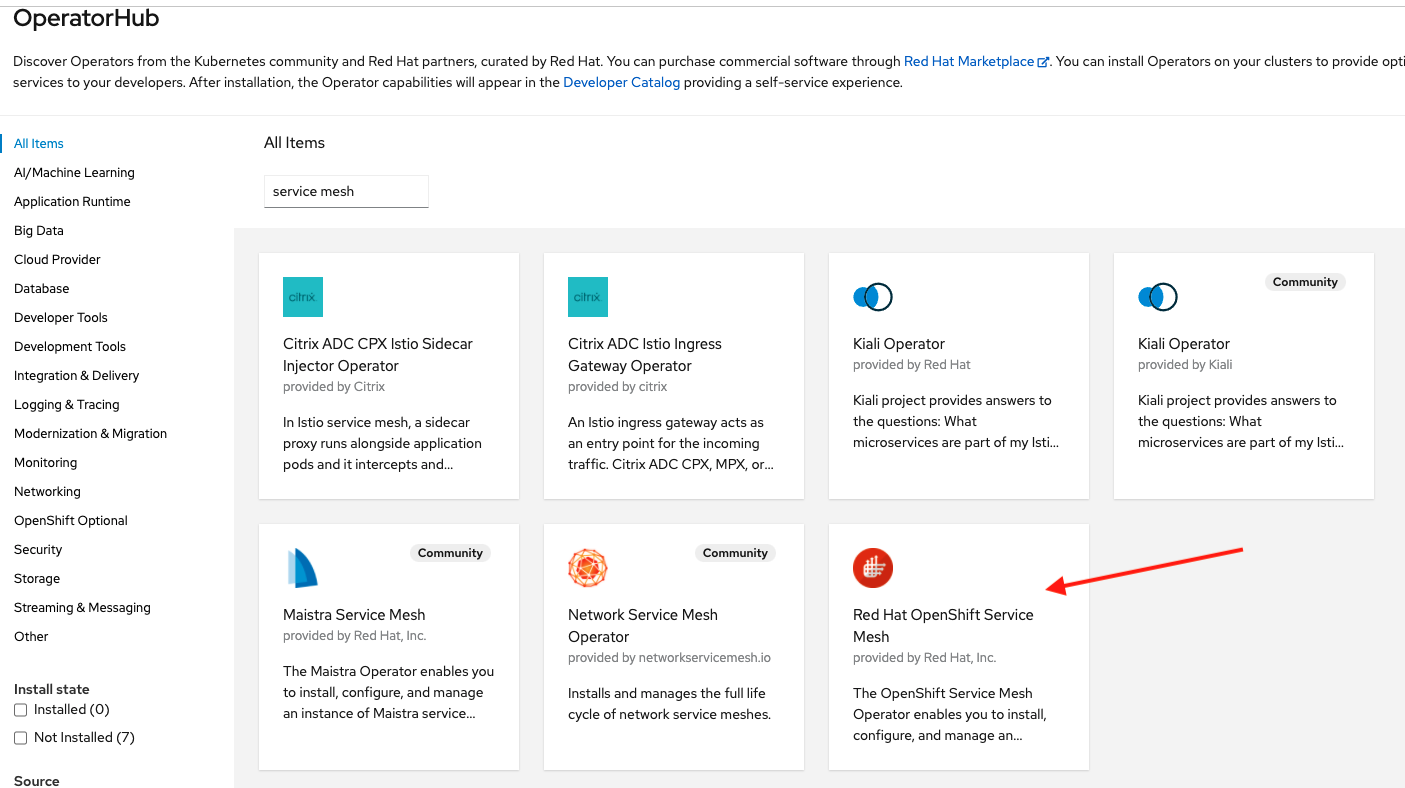 OperatorHub
Discover Operators from the Kubernetes community and Red Hat partners, curated by Red Hat. You can purchase commercial software through Red Hat Marketplace. You can install Operators on your clusters to provide opti
services to your developers. After installation, the Operator capabilities will appear in the Developer Catalog providing a self-service experience.
All Items
AI/Machine Learning
Application Runtime
Big Data
Cloud Provider
Database
Developer Tools
Development Tools
Integration & Delivery
Logging & Tracing
Modernization & Migration
Monitoring
Networking
OpenShift Optional
Security
Storage
Streaming & Messaging
Other
Install state
Installed (0)
Not Installed (7)
Source
All Items
service mesh
citrix
Citrix ADC CPX Istio Sidecar
Injector Operator
provided by Citrix
In Istio service mesh, a sidecar
proxy runs alongside application
pods and it intercepts and...
citrix
Citrix ADC Istio Ingress
Gateway Operator
provided by citrix
An Istio ingress gateway acts as
an entry point for the incoming
traffic. Citrix ADC CPX, MPX, or...
Kiali Operator
provided by Red Hat
Kiali project provides answers to
the questions: What
microservices are part of my Isti...
Community
Kiali Operator
provided by Kiali
Kiali project provides answers to
the questions: What
microservices are part of my Isti...
Community
Maistra Service Mesh
provided by Red Hat, Inc.
The Maistra Operator enables you
to install, configure, and manage
an instance of Maistra service...
Community
Network Service Mesh
Operator
provided by networkservicemesh.io
Installs and manages the full life
cycle of network service meshes.
Red Hat OpenShift Service
Mesh
provided by Red Hat, Inc.
The OpenShift Service Mesh
Operator enables you to install,
configure, and manage an...